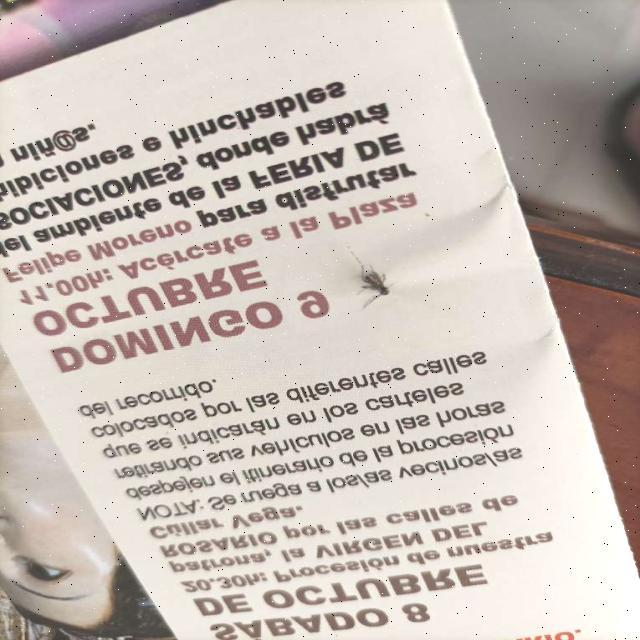 SÁBADO 8
DE OCTUBRE
20.30h: Procesión de nuestra
patrona, la VIRGEN DEL
ROSARIO por las calles de
Cúllar Vega.
NOTA: Se ruega a los/as vecinos/as
despejen el itinerario de la procesión
retirando sus vehículos en las horas
que se indicarán en los carteles
colocados por las diferentes calles
del recorrido.
DOMINGO 9
OCTUBRE
11.00h: Acércate a la Plaza
Felipe Moreno para disfrutar
del ambiente de la FERIA DE
SOCIACIONES, donde habrá
hibiciones e hinchables
niñ@s.